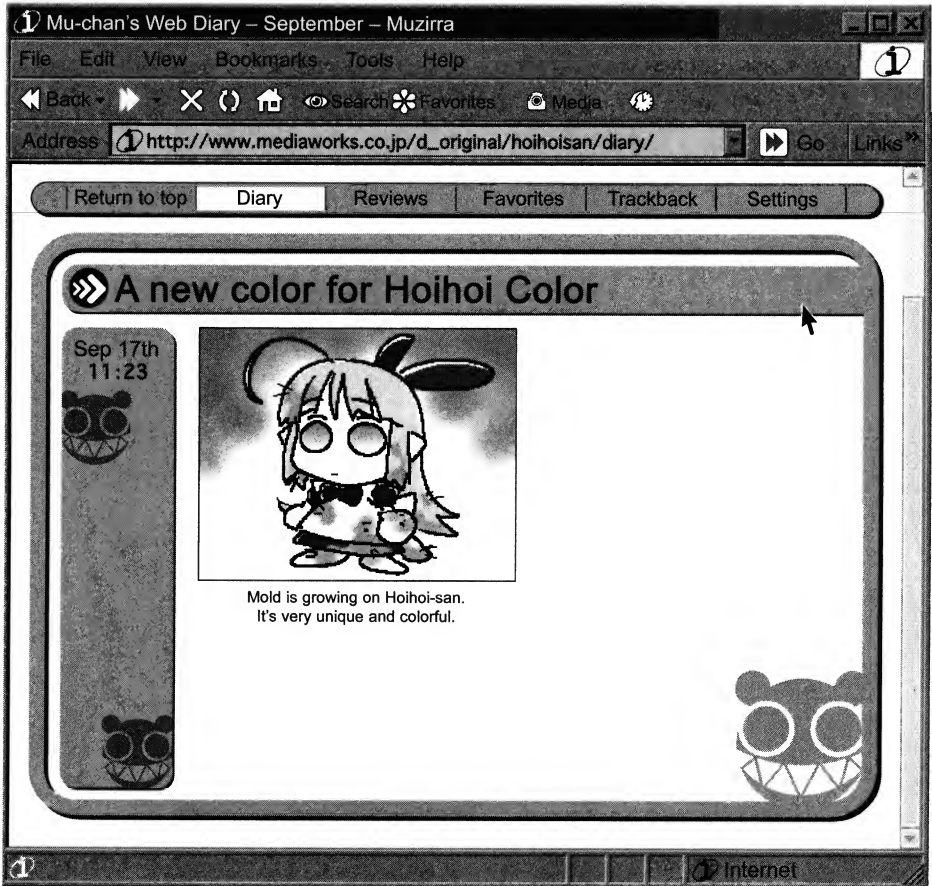 Mu-chan's Web Diary – September – Muzirra
File Edit View Bookmarks Tools Help
Back Search Favorites Media
Address http://www.mediaworks.co.jp/d_original/hoihoisan/diary/ Go Links
Return to top Diary Reviews Favorites Trackback Settings
A new color for Hoihoi Color
Sep 17th
11:23
Mold is growing on Hoihoi-san.
It's very unique and colorful.
Internet